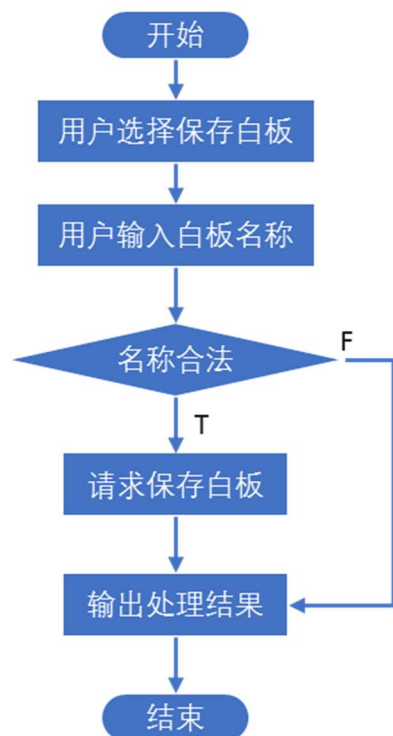 开始
用户选择保存白板
用户输入白板名称
名称合法
F
T
请求保存白板
输出处理结果
结束